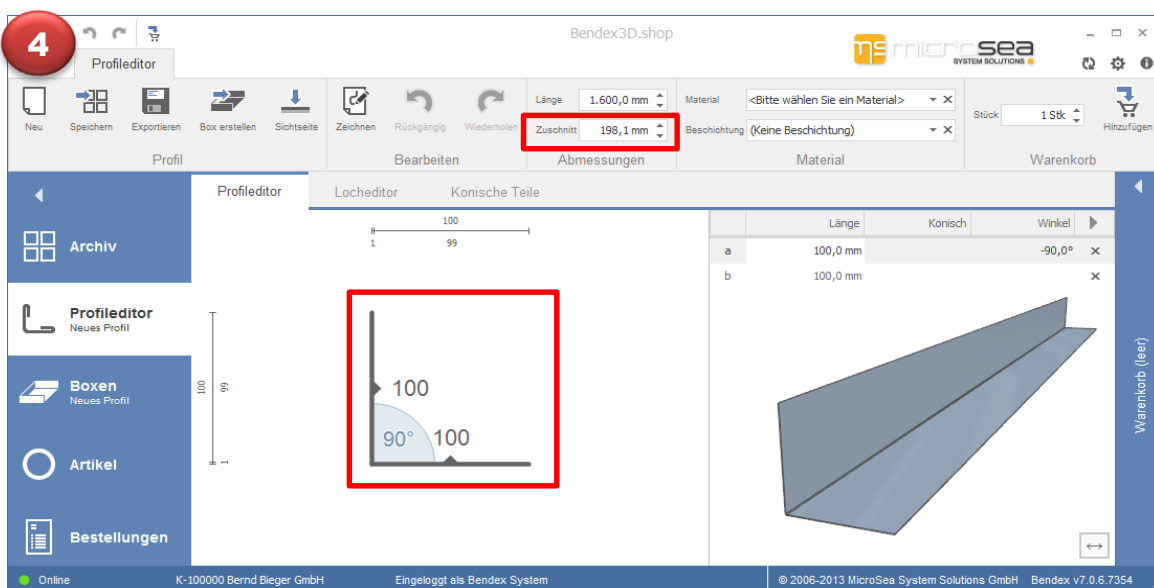 4
Bendex3D.shop
ms microsea
SYSTEM SOLUTIONS
Profileditor
Neu
Speichern
Exportieren
Box erstellen
Sichtseite
Profil
Zeichnen
Rückgängig
Wiederholen
Bearbeiten
Länge 1.600,0 mm
Zuschnitt 198,1 mm
Abmessungen
Material <Bitte wählen Sie ein Material>
Beschichtung (Keine Beschichtung)
Material
Stück 1 Stk
Hinzufügen
Warenkorb
Profileditor Locheditor Konische Teile
Archiv
Profileditor
Neues Profil
Boxen
Neues Profil
Artikel
Bestellungen
100
1 99
100
99
1
100
90° 100
Länge Konisch Winkel
a 100,0 mm -90,0°
b 100,0 mm
Warenkorb (leer)
Online K-100000 Bernd Bieger GmbH Eingeloggt als Bendex System © 2006-2013 MicroSea System Solutions GmbH Bendex v7.0.6.7354